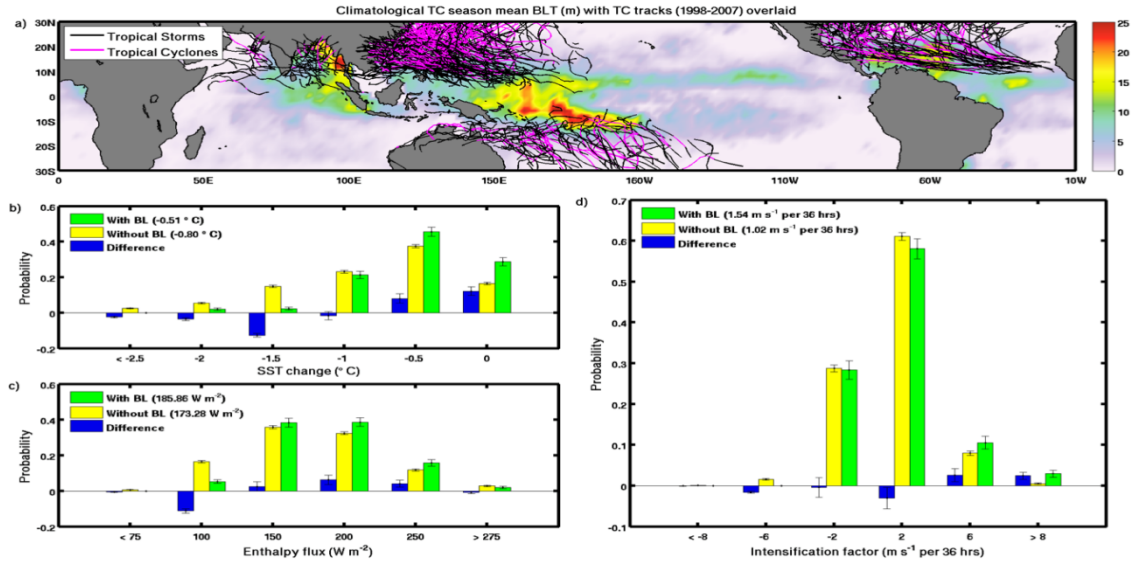 Climatological TC season mean BLT (m) with TC tracks (1998-2007) overlaid
a)
30N
20N
10N
0
10S
20S
30S
Tropical Storms
Tropical Cyclones
0
50E
100E
150E
160W
110W
60W
10W
25
20
15
10
5
0
b)
0.6
0.4
0.2
0
-0.2
Probability
With BL (-0.51 ° C)
Without BL (-0.80 ° C)
Difference
< -2.5
-2
-1.5
-1
-0.5
0
SST change (° C)
c)
0.6
0.4
0.2
0
-0.2
Probability
With BL (185.86 W m-2)
Without BL (173.28 W m-2)
Difference
< 75
100
150
200
250
> 275
Enthalpy flux (W m-2)
d)
0.7
0.6
0.5
0.4
0.3
0.2
0.1
0
-0.1
Probability
With BL (1.54 m s-1 per 36 hrs)
Without BL (1.02 m s-1 per 36 hrs)
Difference
< -8
-6
-2
2
6
> 8
Intensification factor (m s-1 per 36 hrs)